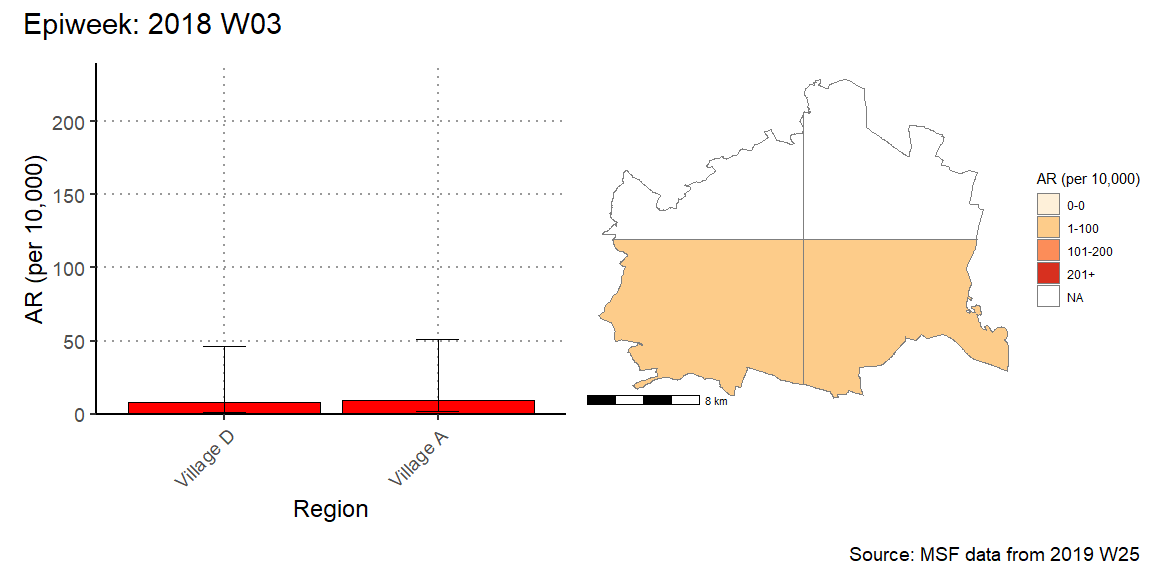 Epiweek: 2018 W03
AR (per 10,000)
200
150
100
50
0
Village D
Village A
Region
AR (per 10,000)
0-0
1-100
101-200
201+
NA
8 km
Source: MSF data from 2019 W25